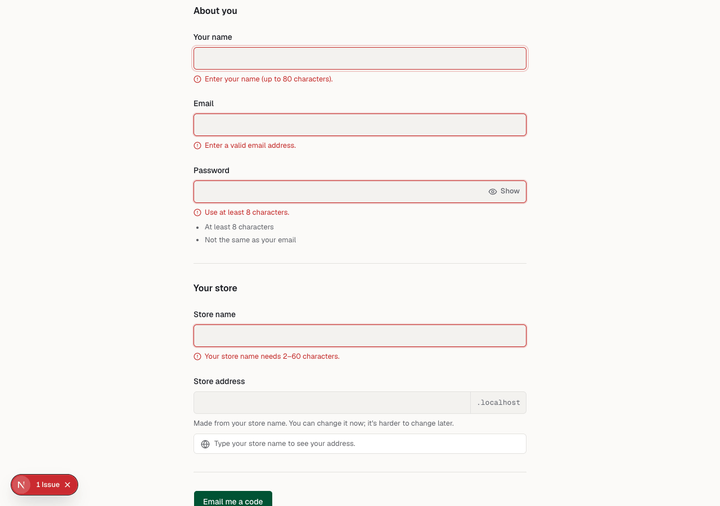 About you
Your name
Enter your name (up to 80 characters).
Email
Enter a valid email address.
Password
Show
Use at least 8 characters.
At least 8 characters
Not the same as your email
Your store
Store name
Your store name needs 2–60 characters.
Store address
.localhost
Made from your store name. You can change it now; it's harder to change later.
Type your store name to see your address.
N 1 Issue
Email me a code